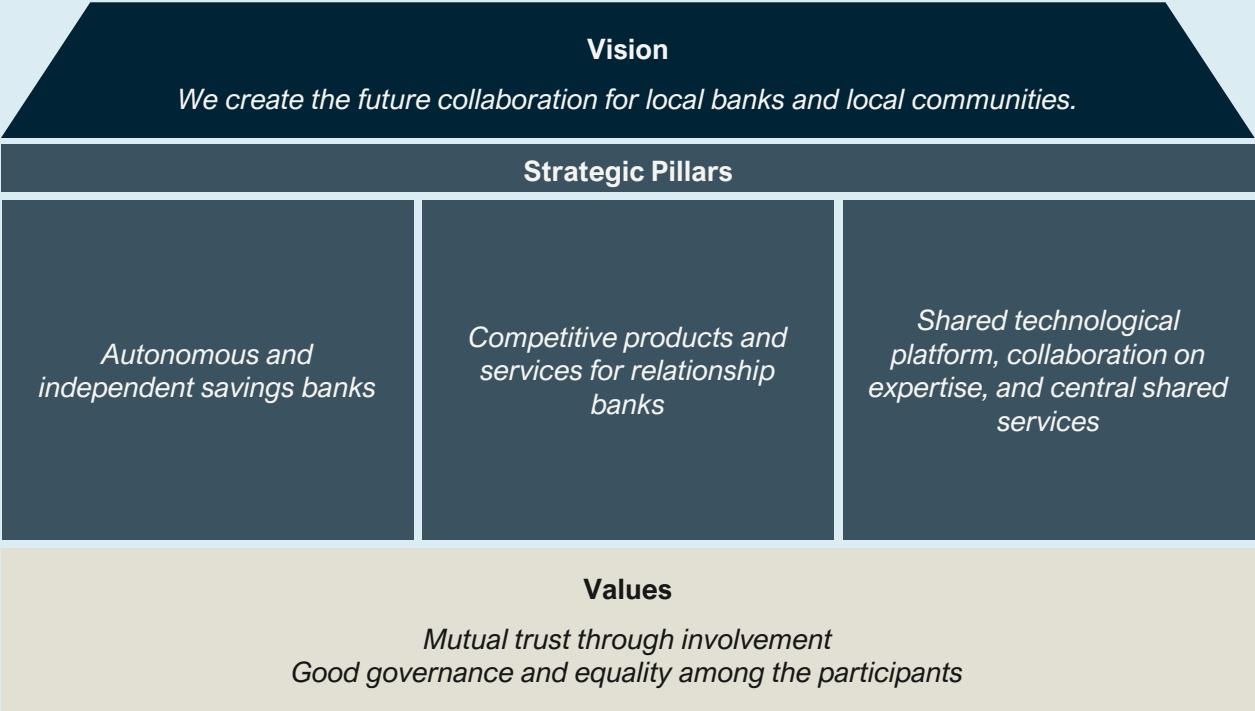 Vision
We create the future collaboration for local banks and local communities.
Strategic Pillars
Autonomous and
independent savings banks
Competitive products and
services for relationship
banks
Shared technological
platform, collaboration on
expertise, and central shared
services
Values
Mutual trust through involvement
Good governance and equality among the participants